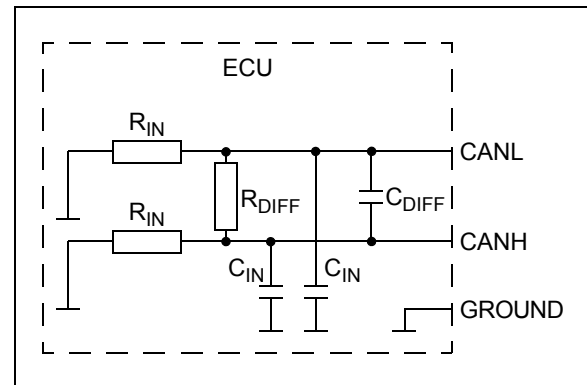 ECU
RIN
CANL
RDIFF
CDIFF
RIN
CANH
CIN
CIN
GROUND